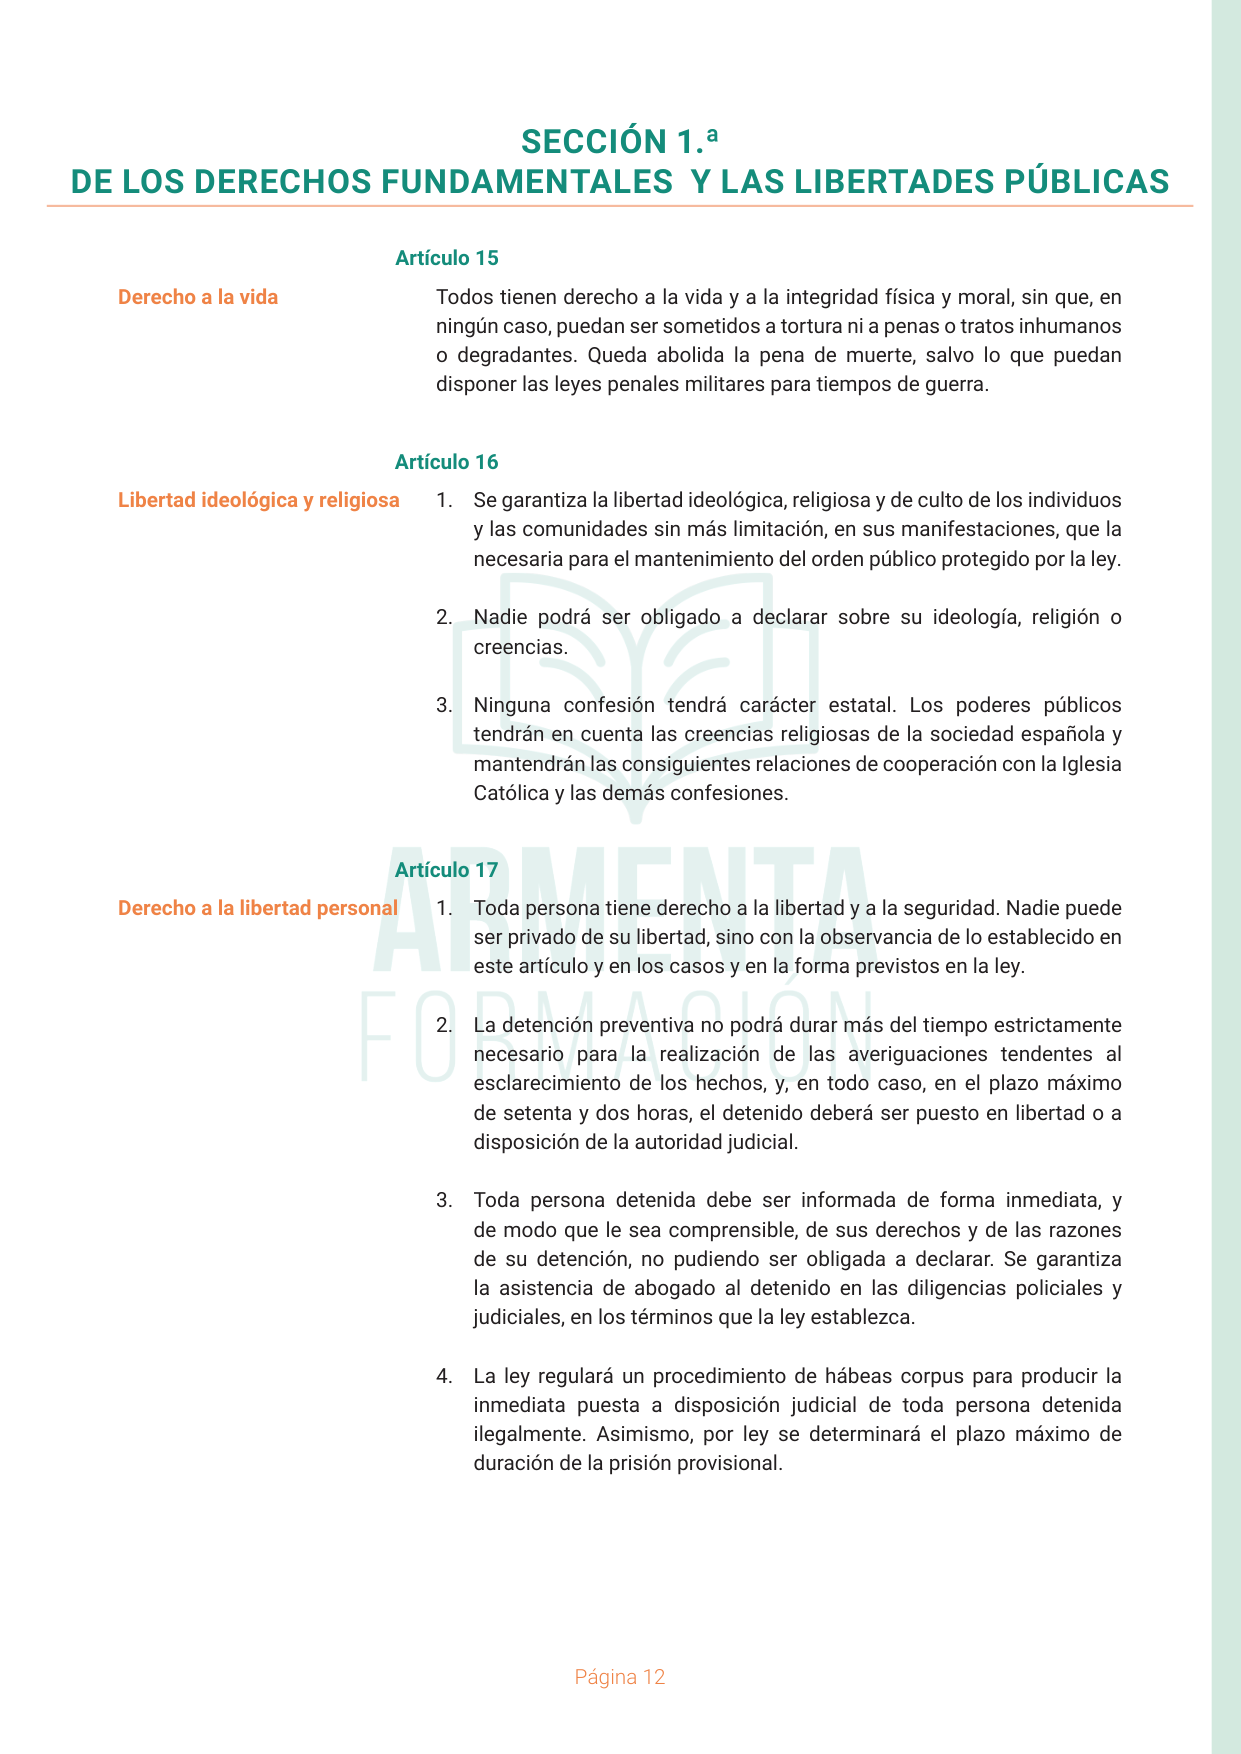 SECCIÓN 1.ª
DE LOS DERECHOS FUNDAMENTALES Y LAS LIBERTADES PÚBLICAS
Artículo 15
Derecho a la vida
Todos tienen derecho a la vida y a la integridad física y moral, sin que, en
ningún caso, puedan ser sometidos a tortura ni a penas o tratos inhumanos
o degradantes. Queda abolida la pena de muerte, salvo lo que puedan
disponer las leyes penales militares para tiempos de guerra.
Artículo 16
Libertad ideológica y religiosa
1. Se garantiza la libertad ideológica, religiosa y de culto de los individuos
y las comunidades sin más limitación, en sus manifestaciones, que la
necesaria para el mantenimiento del orden público protegido por la ley.
2. Nadie podrá ser obligado a declarar sobre su ideología, religión o
creencias.
3. Ninguna confesión tendrá carácter estatal. Los poderes públicos
tendrán en cuenta las creencias religiosas de la sociedad española y
mantendrán las consiguientes relaciones de cooperación con la Iglesia
Católica y las demás confesiones.
ARMENTA
FORMACIÓN
Artículo 17
Derecho a la libertad personal
1. Toda persona tiene derecho a la libertad y a la seguridad. Nadie puede
ser privado de su libertad, sino con la observancia de lo establecido en
este artículo y en los casos y en la forma previstos en la ley.
2. La detención preventiva no podrá durar más del tiempo estrictamente
necesario para la realización de las averiguaciones tendentes al
esclarecimiento de los hechos, y, en todo caso, en el plazo máximo
de setenta y dos horas, el detenido deberá ser puesto en libertad o a
disposición de la autoridad judicial.
3. Toda persona detenida debe ser informada de forma inmediata, y
de modo que le sea comprensible, de sus derechos y de las razones
de su detención, no pudiendo ser obligada a declarar. Se garantiza
la asistencia de abogado al detenido en las diligencias policiales y
judiciales, en los términos que la ley establezca.
4. La ley regulará un procedimiento de hábeas corpus para producir la
inmediata puesta a disposición judicial de toda persona detenida
ilegalmente. Asimismo, por ley se determinará el plazo máximo de
duración de la prisión provisional.
Página 12